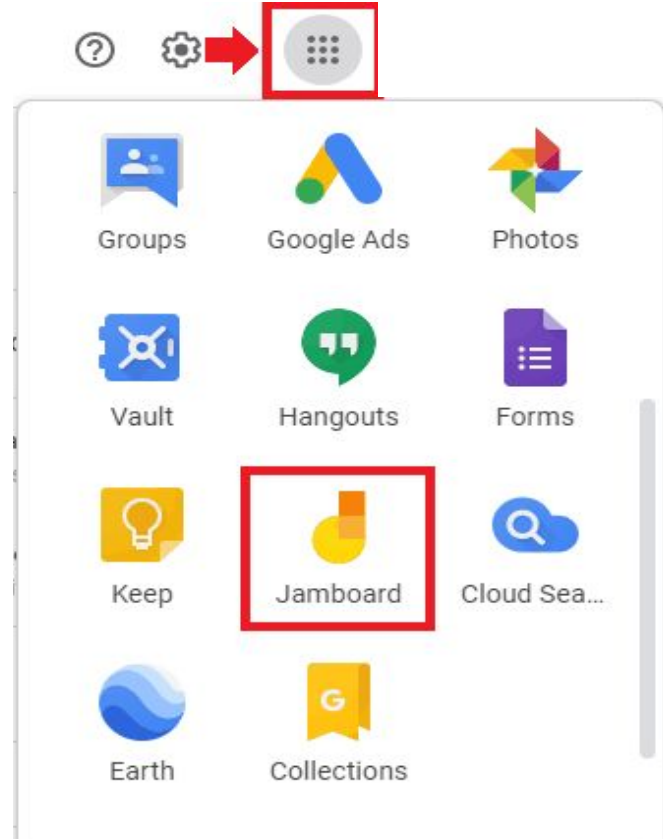 Groups Google Ads Photos
Vault Hangouts Forms
Keep Jamboard Cloud Sea...
G
Earth Collections